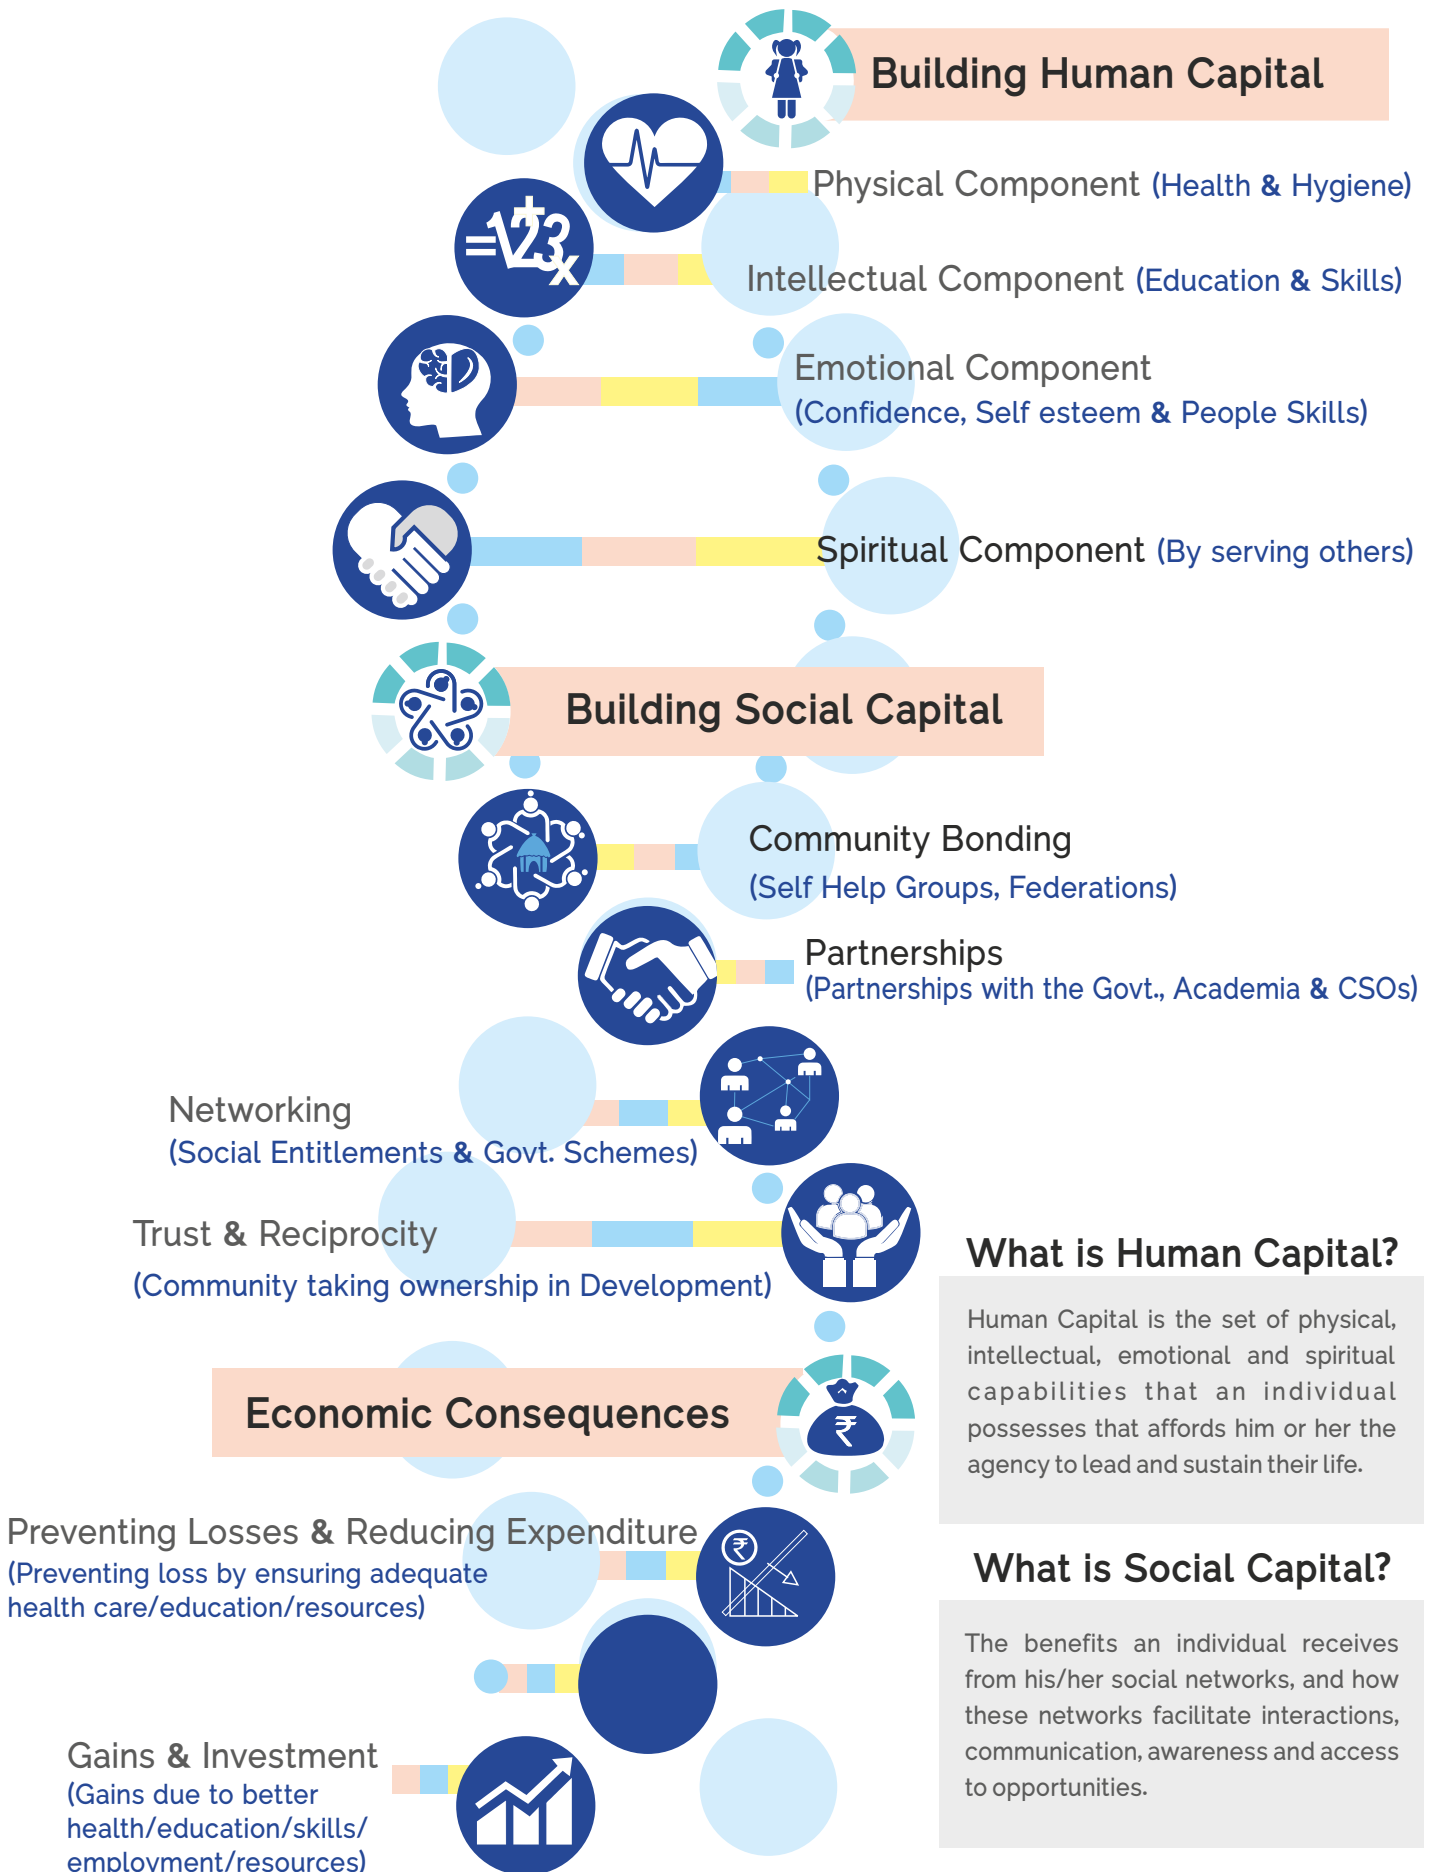 Building Human Capital
Physical Component (Health & Hygiene)
=1+23x
Intellectual Component (Education & Skills)
Emotional Component
(Confidence, Self esteem & People Skills)
Spiritual Component (By serving others)
Building Social Capital
Community Bonding
(Self Help Groups, Federations)
Partnerships
(Partnerships with the Govt., Academia & CSOs)
Networking
(Social Entitlements & Govt. Schemes)
Trust & Reciprocity
(Community taking ownership in Development)
Economic Consequences
₹
Preventing Losses & Reducing Expenditure
(Preventing loss by ensuring adequate
health care/education/resources)
₹
Gains & Investment
(Gains due to better
health/education/skills/
employment/resources)
What is Human Capital?
Human Capital is the set of physical,
intellectual, emotional and spiritual
capabilities that an individual
possesses that affords him or her the
agency to lead and sustain their life.
What is Social Capital?
The benefits an individual receives
from his/her social networks, and how
these networks facilitate interactions,
communication, awareness and access
to opportunities.